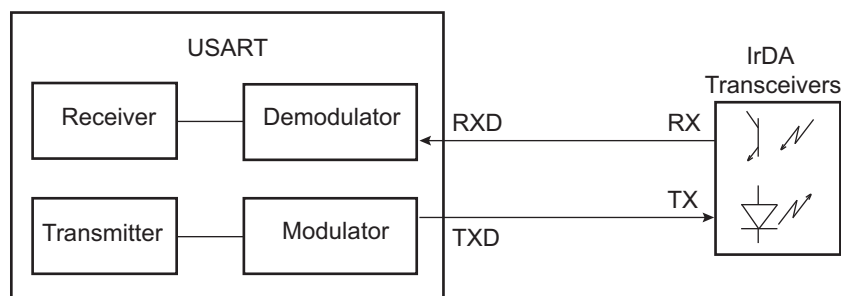 USART
IrDA
Transceivers
Receiver
Demodulator
RXD
RX
Transmitter
Modulator
TXD
TX